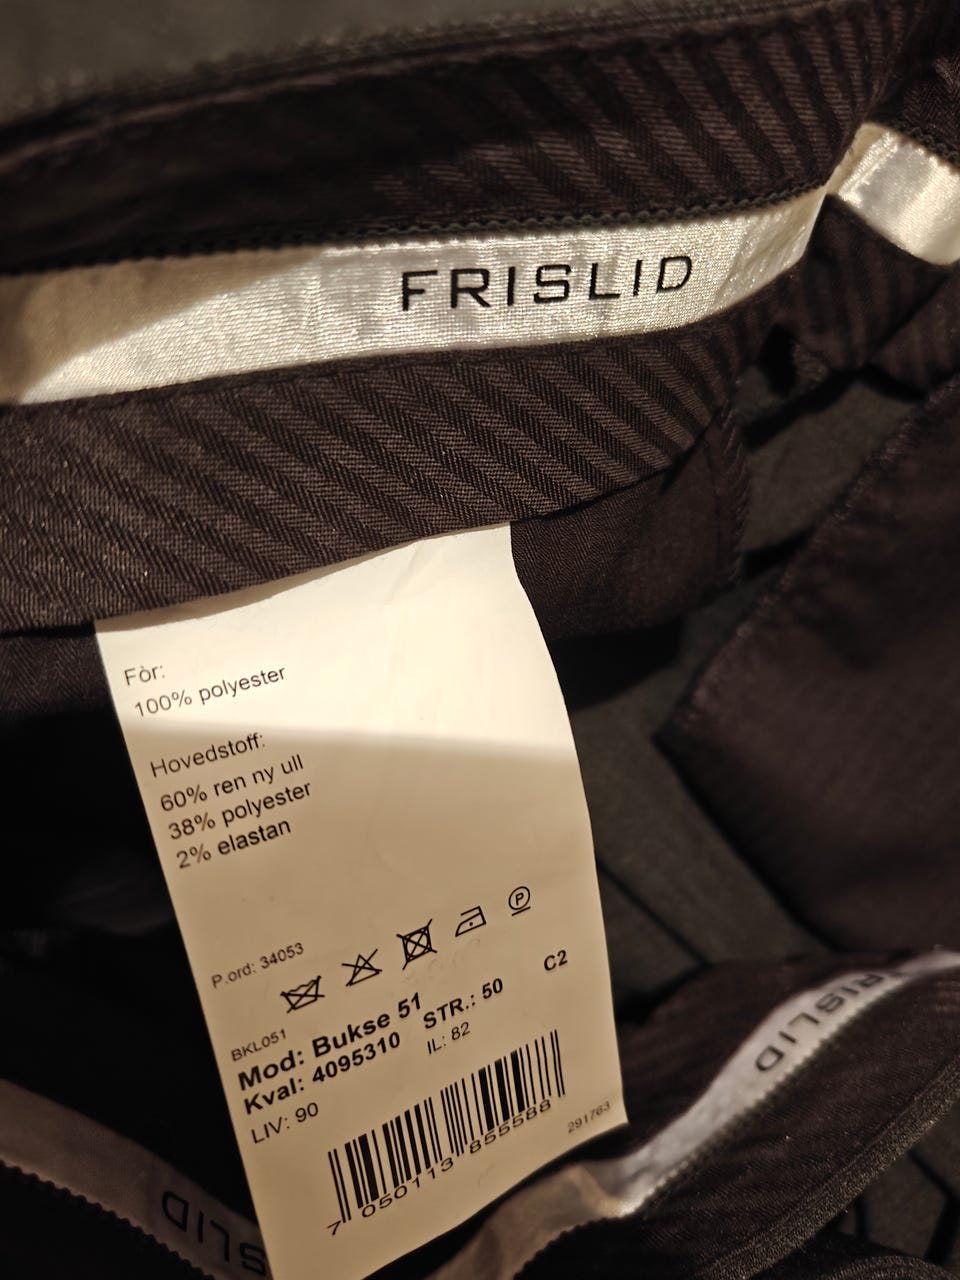 FRISLID
Fòr:
100% polyester
Hovedstoff:
60% ren ny ull
38% polyester
2% elastan
P.ord: 34053
P
BKL051
C2
Mod: Bukse 51
STR.: 50
Kval: 4095310
IL: 82
LIV: 90
7 050113 855588
291763
FRISLID
SLID